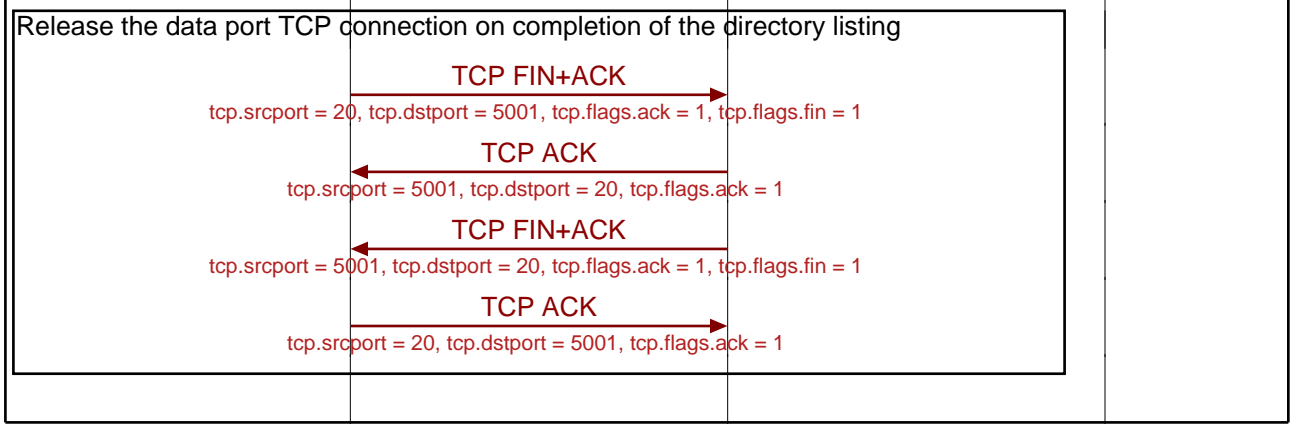 Release the data port TCP connection on completion of the directory listing
TCP FIN+ACK
tcp.srcport = 20, tcp.dstport = 5001, tcp.flags.ack = 1, tcp.flags.fin = 1
TCP ACK
tcp.srcport = 5001, tcp.dstport = 20, tcp.flags.ack = 1
TCP FIN+ACK
tcp.srcport = 5001, tcp.dstport = 20, tcp.flags.ack = 1, tcp.flags.fin = 1
TCP ACK
tcp.srcport = 20, tcp.dstport = 5001, tcp.flags.ack = 1